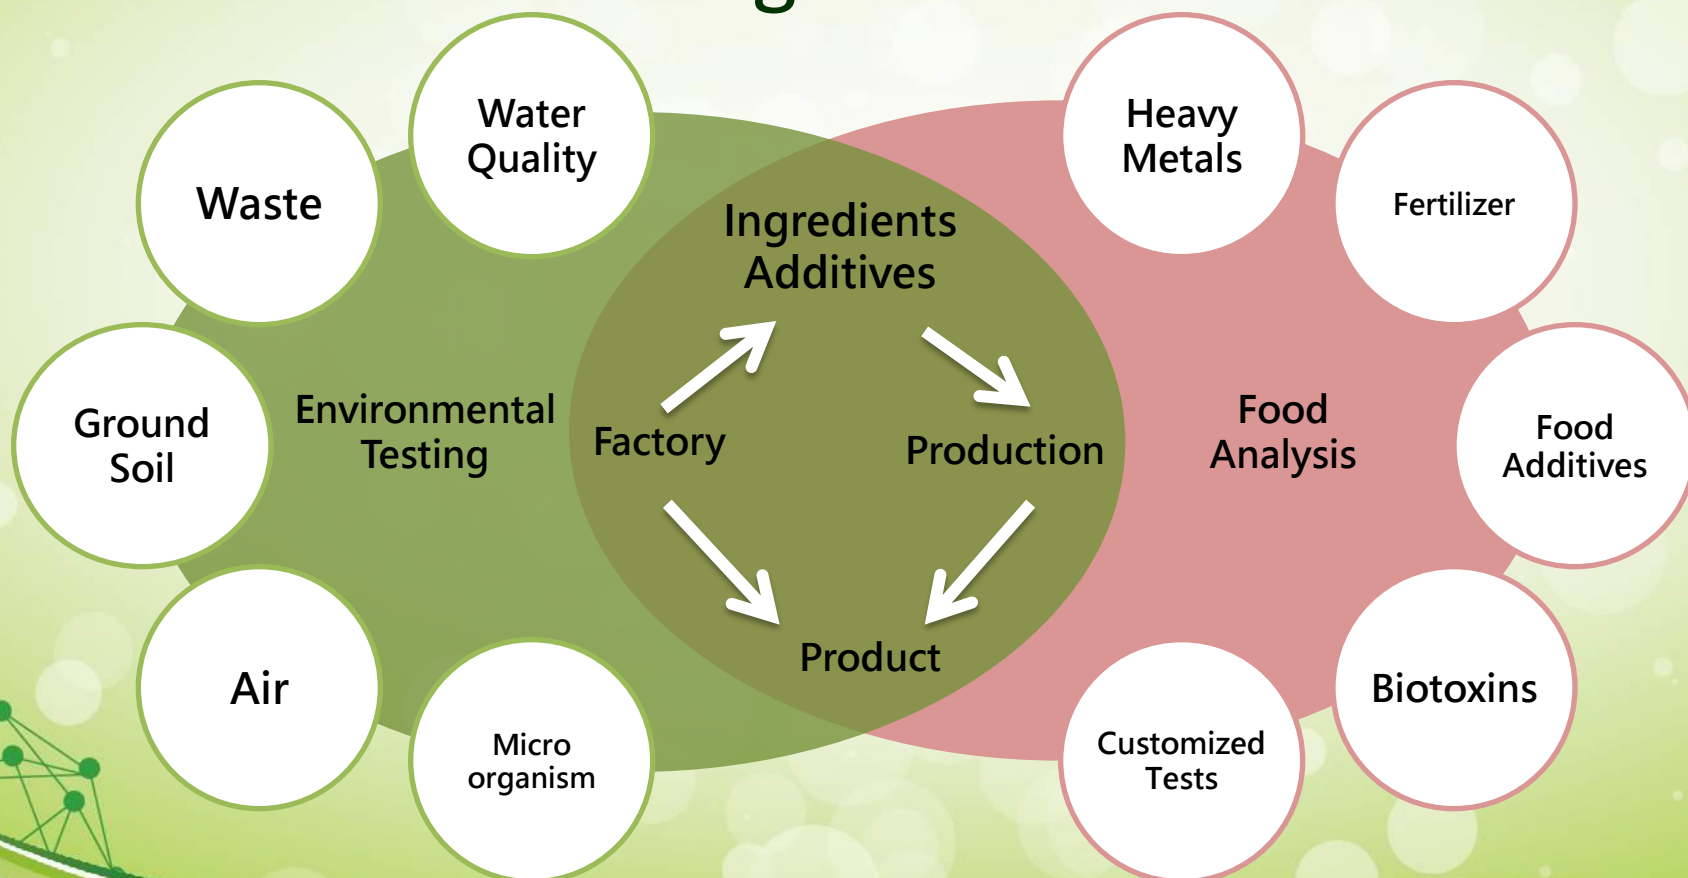 Water
Quality
Waste
Ground
Soil
Air
Micro
organism
Environmental
Testing
Ingredients
Additives
Factory
Production
Product
Food
Analysis
Heavy
Metals
Fertilizer
Food
Additives
Biotoxins
Customized
Tests